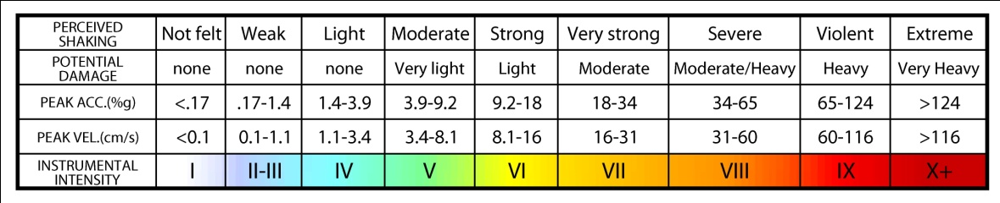 PERCEIVED SHAKING Not felt Weak Light Moderate Strong Very strong Severe Violent Extreme
POTENTIAL DAMAGE none none none Very light Light Moderate Moderate/Heavy Heavy Very Heavy
PEAK ACC.(%g) <.17 .17-1.4 1.4-3.9 3.9-9.2 9.2-18 18-34 34-65 65-124 >124
PEAK VEL.(cm/s) <0.1 0.1-1.1 1.1-3.4 3.4-8.1 8.1-16 16-31 31-60 60-116 >116
INSTRUMENTAL INTENSITY I II-III IV V VI VII VIII IX X+